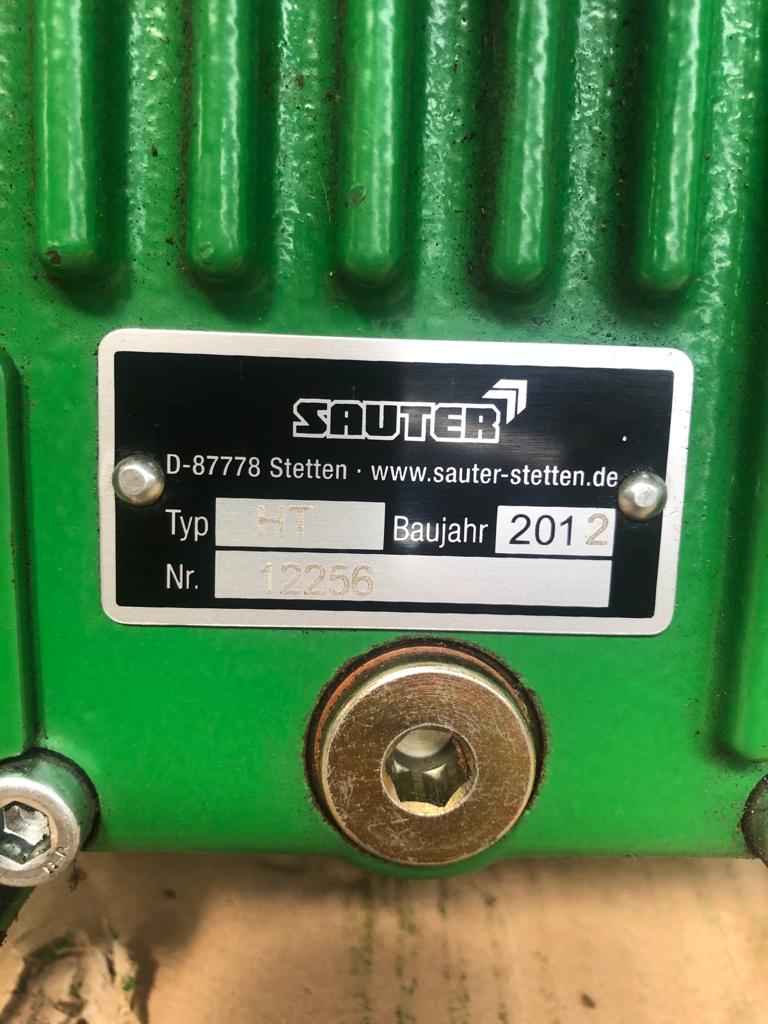 SAUTER
D-87778 Stetten · www.sauter-stetten.de
Typ HT Baujahr 2012
Nr. 12256